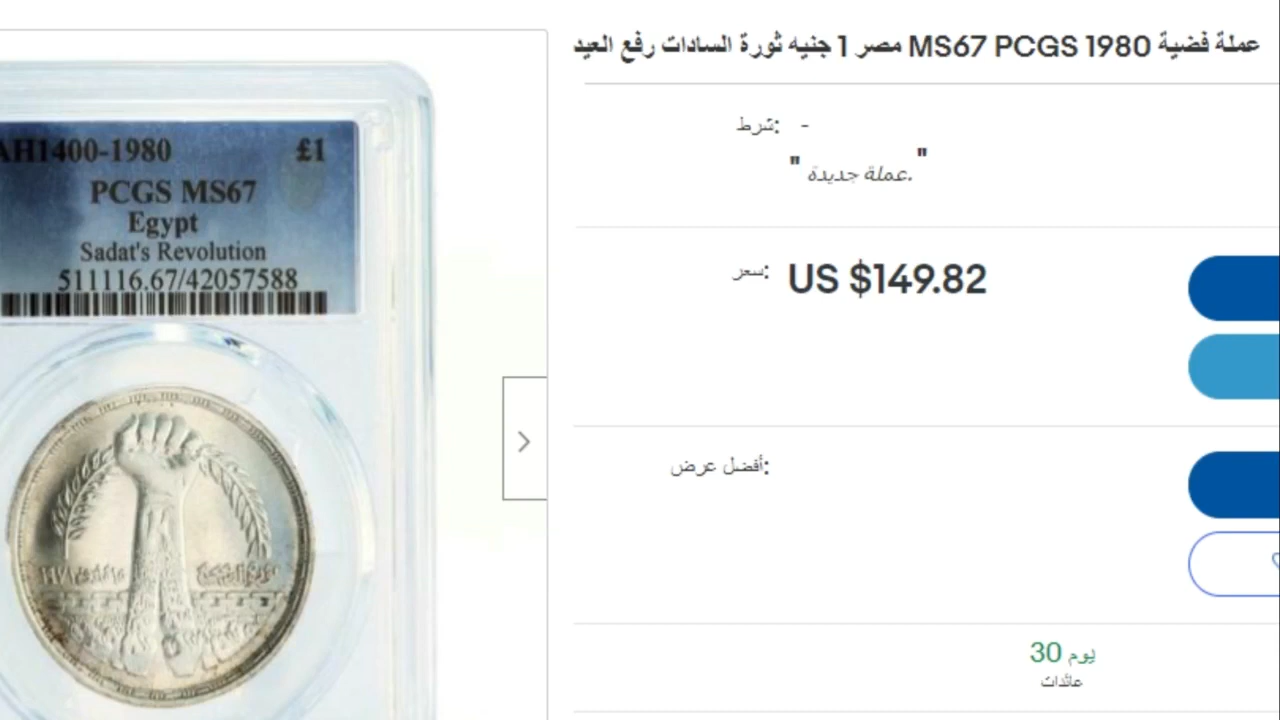 عملة فضية MS67 PCGS 1980 مصر 1 جنيه ثورة السادات رفع العيد
AH1400-1980 £1
PCGS MS67
Egypt
Sadat's Revolution
511116.67/42057588
شرط: -
"عملة جديدة."
سعر: US $149.82
أفضل عرض:
30 يوم
عائدات